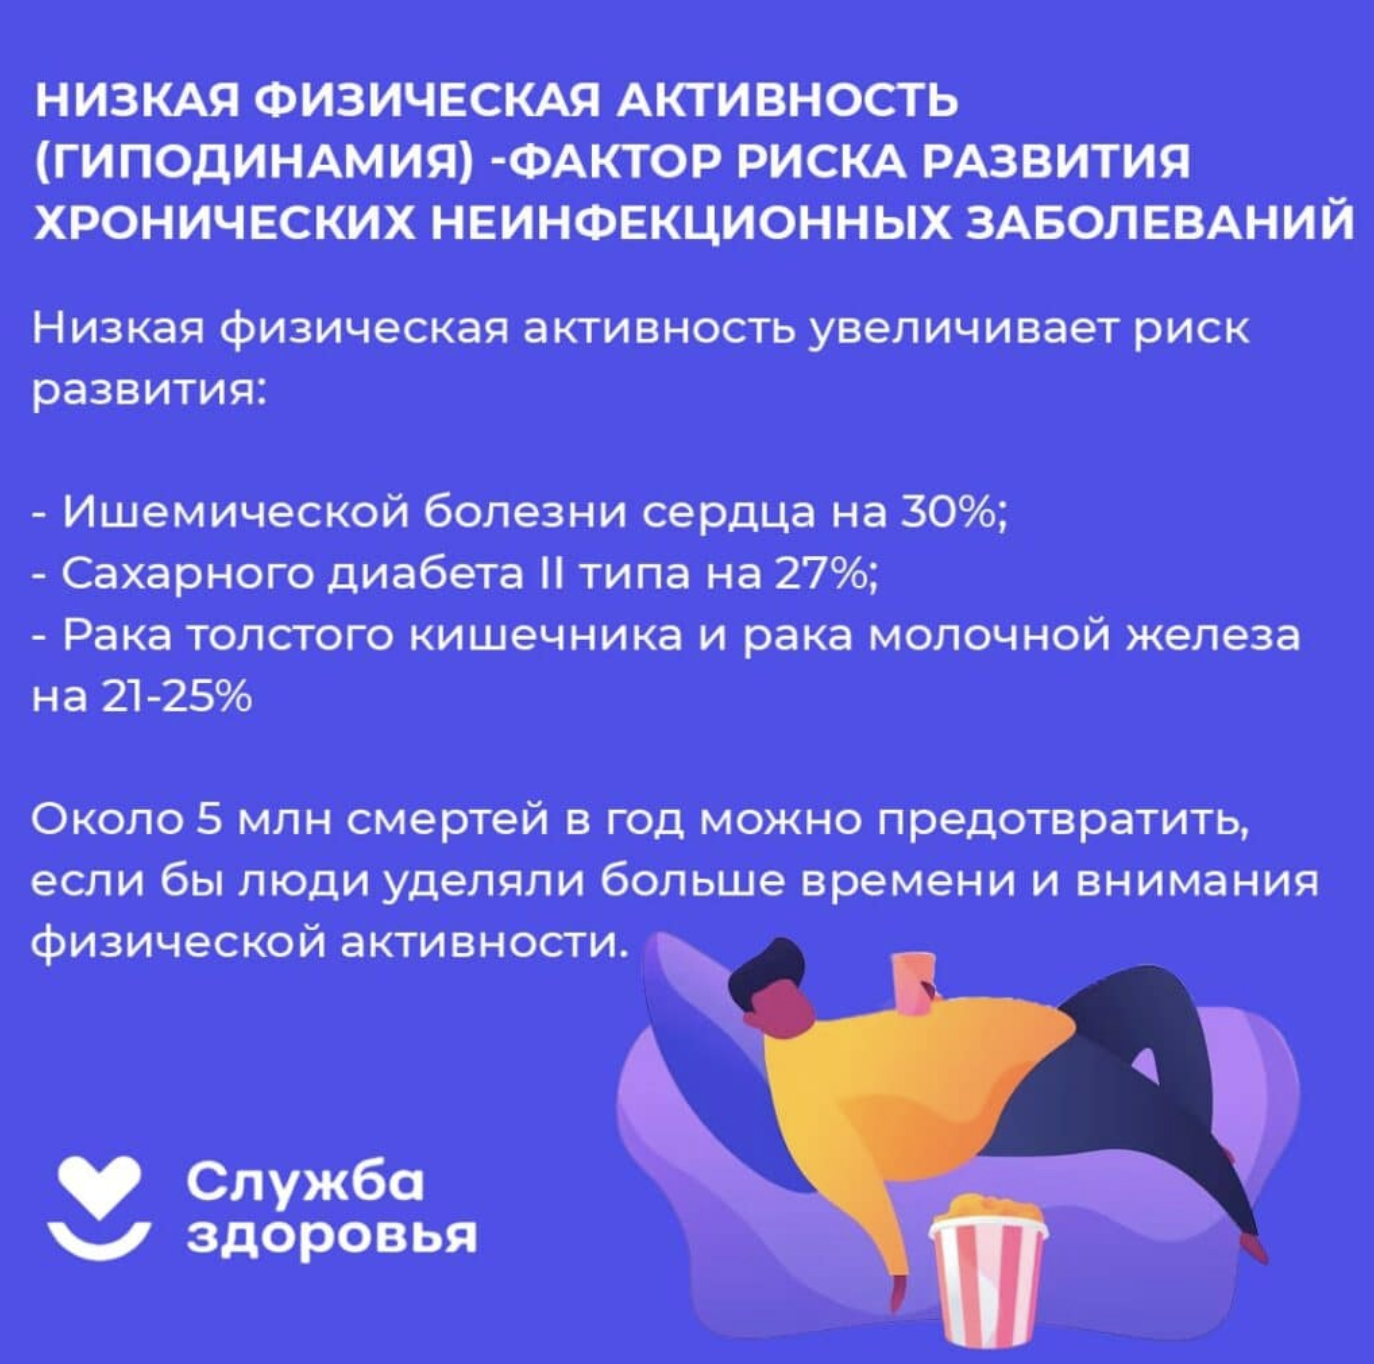 НИЗКАЯ ФИЗИЧЕСКАЯ АКТИВНОСТЬ
(ГИПОДИНАМИЯ) -ФАКТОР РИСКА РАЗВИТИЯ
ХРОНИЧЕСКИХ НЕИНФЕКЦИОННЫХ ЗАБОЛЕВАНИЙ
Низкая физическая активность увеличивает риск
развития:
- Ишемической болезни сердца на 30%;
- Сахарного диабета II типа на 27%;
- Рака толстого кишечника и рака молочной железа
на 21-25%
Около 5 млн смертей в год можно предотвратить,
если бы люди уделяли больше времени и внимания
физической активности.
Служба
здоровья